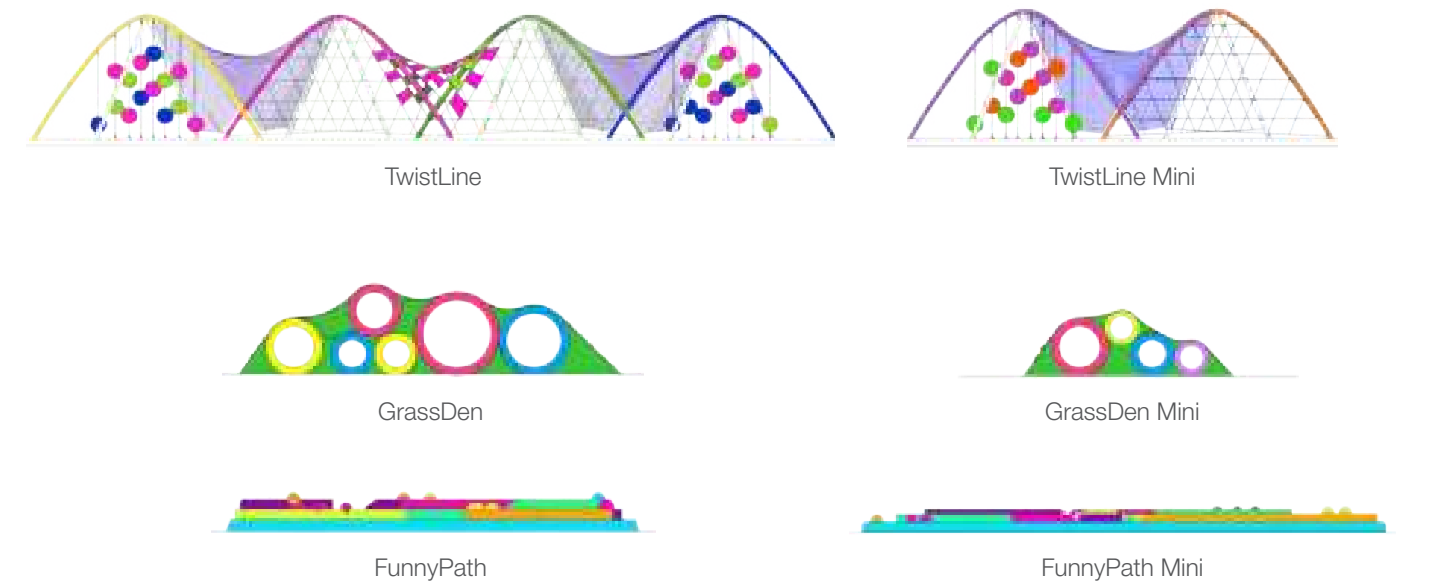 TwistLine
TwistLine Mini
GrassDen
GrassDen Mini
FunnyPath
FunnyPath Mini